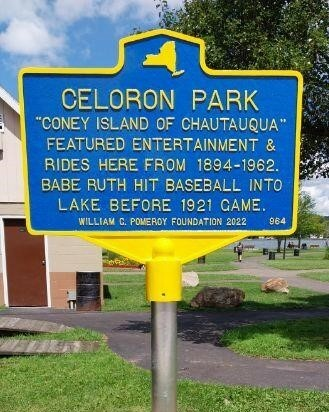 CELORON PARK
"CONEY ISLAND OF CHAUTAUQUA"
FEATURED ENTERTAINMENT &
RIDES HERE FROM 1894-1962.
BABE RUTH HIT BASEBALL INTO
LAKE BEFORE 1921 GAME.
WILLIAM G. POMEROY FOUNDATION 2022 964